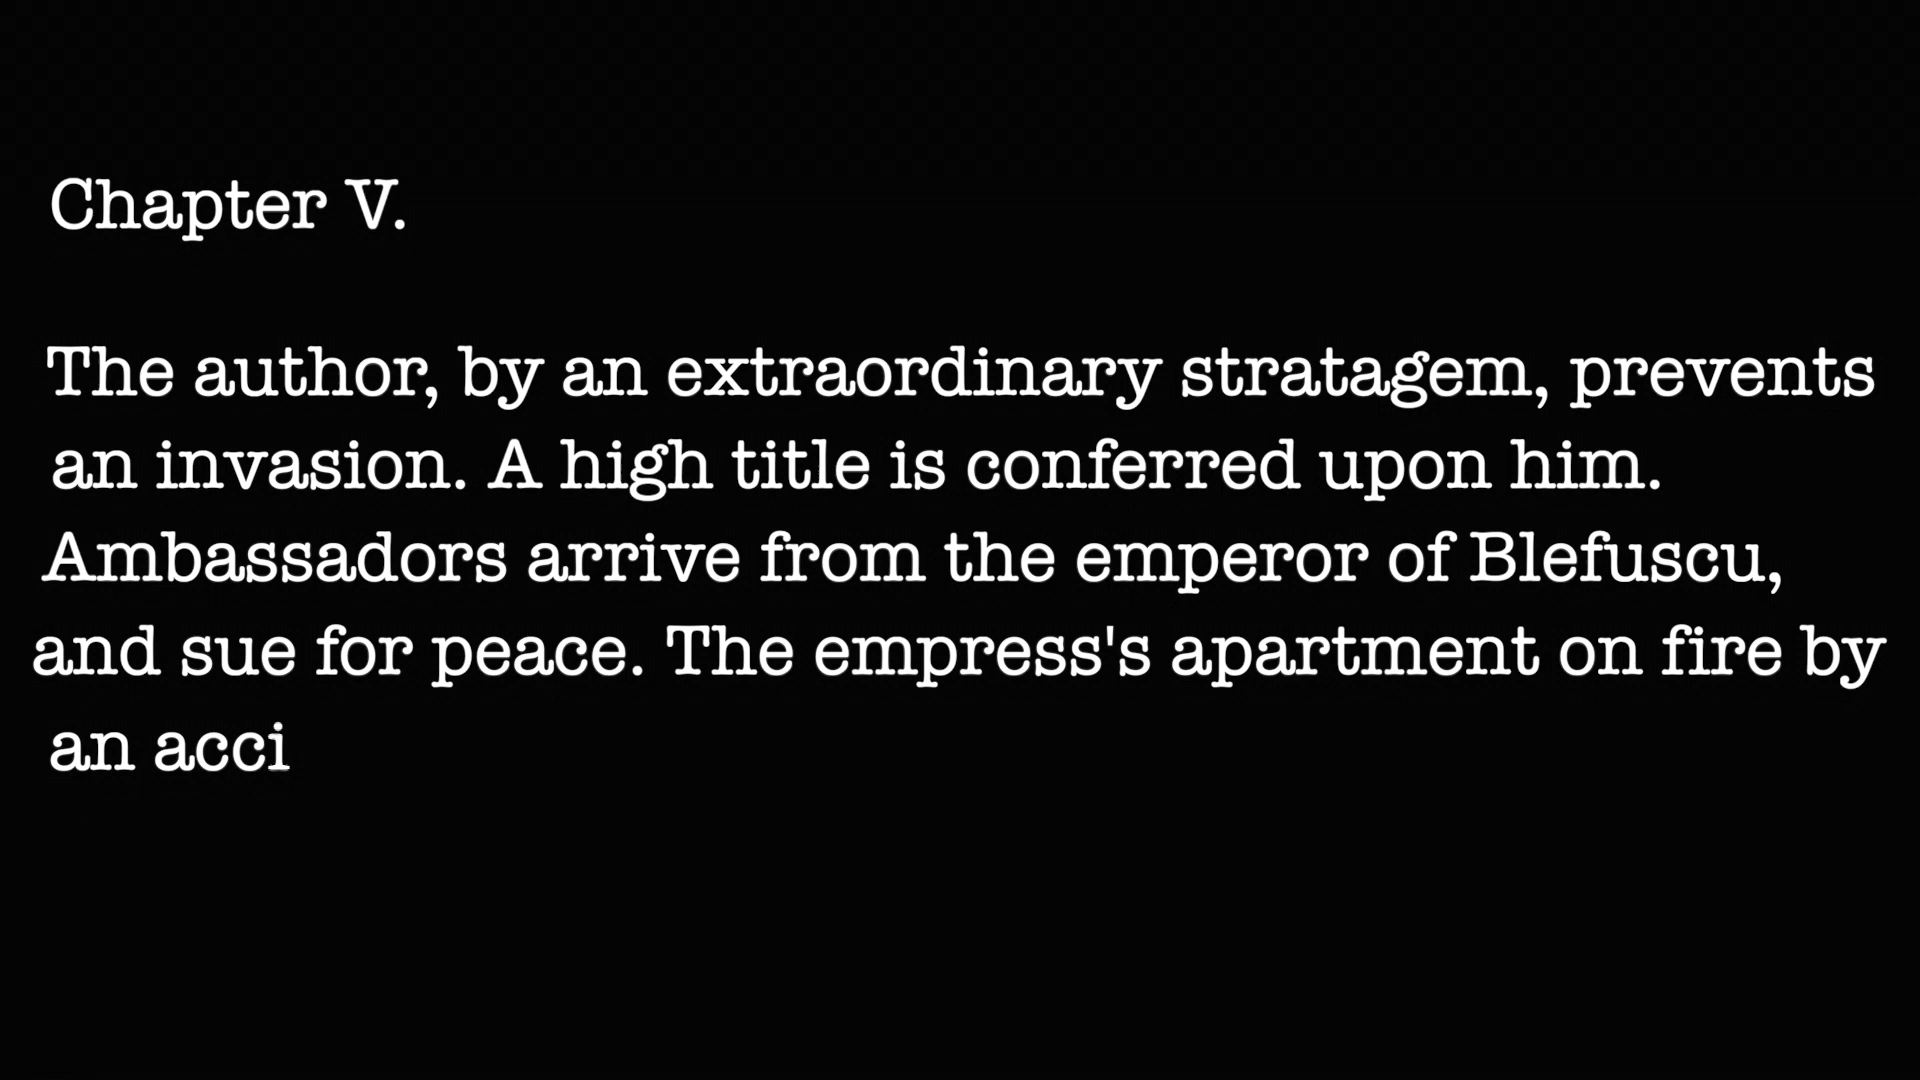 Chapter V.
The author, by an extraordinary stratagem, prevents
an invasion. A high title is conferred upon him.
Ambassadors arrive from the emperor of Blefuscu,
and sue for peace. The empress's apartment on fire by
an acci